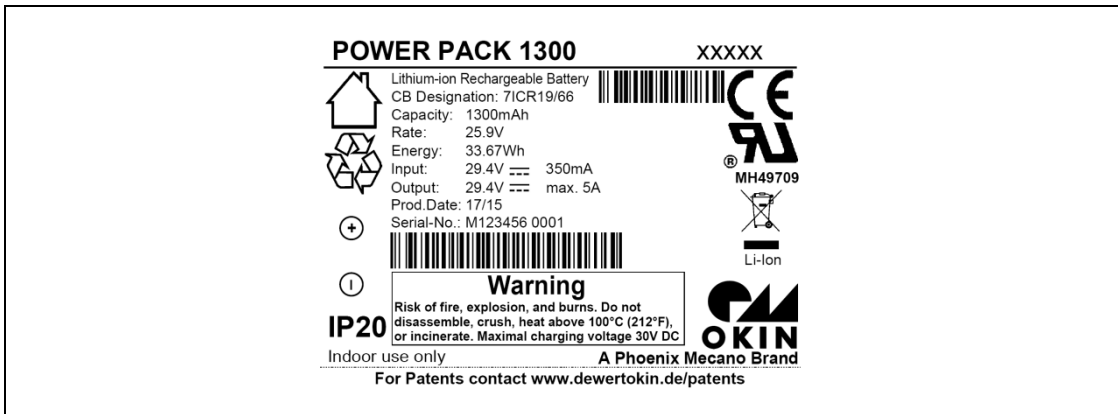 POWER PACK 1300 XXXXX
Lithium-ion Rechargeable Battery
CB Designation: 7ICR19/66
Capacity: 1300mAh
Rate: 25.9V
Energy: 33.67Wh
Input: 29.4V 350mA
Output: 29.4V max. 5A
Prod.Date: 17/15
Serial-No.: M123456 0001
CE
RU
®
MH49709
Li-Ion
Warning
Risk of fire, explosion, and burns. Do not
disassemble, crush, heat above 100°C (212°F),
or incinerate. Maximal charging voltage 30V DC
IP20
OKIN
Indoor use only
A Phoenix Mecano Brand
For Patents contact www.dewertokin.de/patents